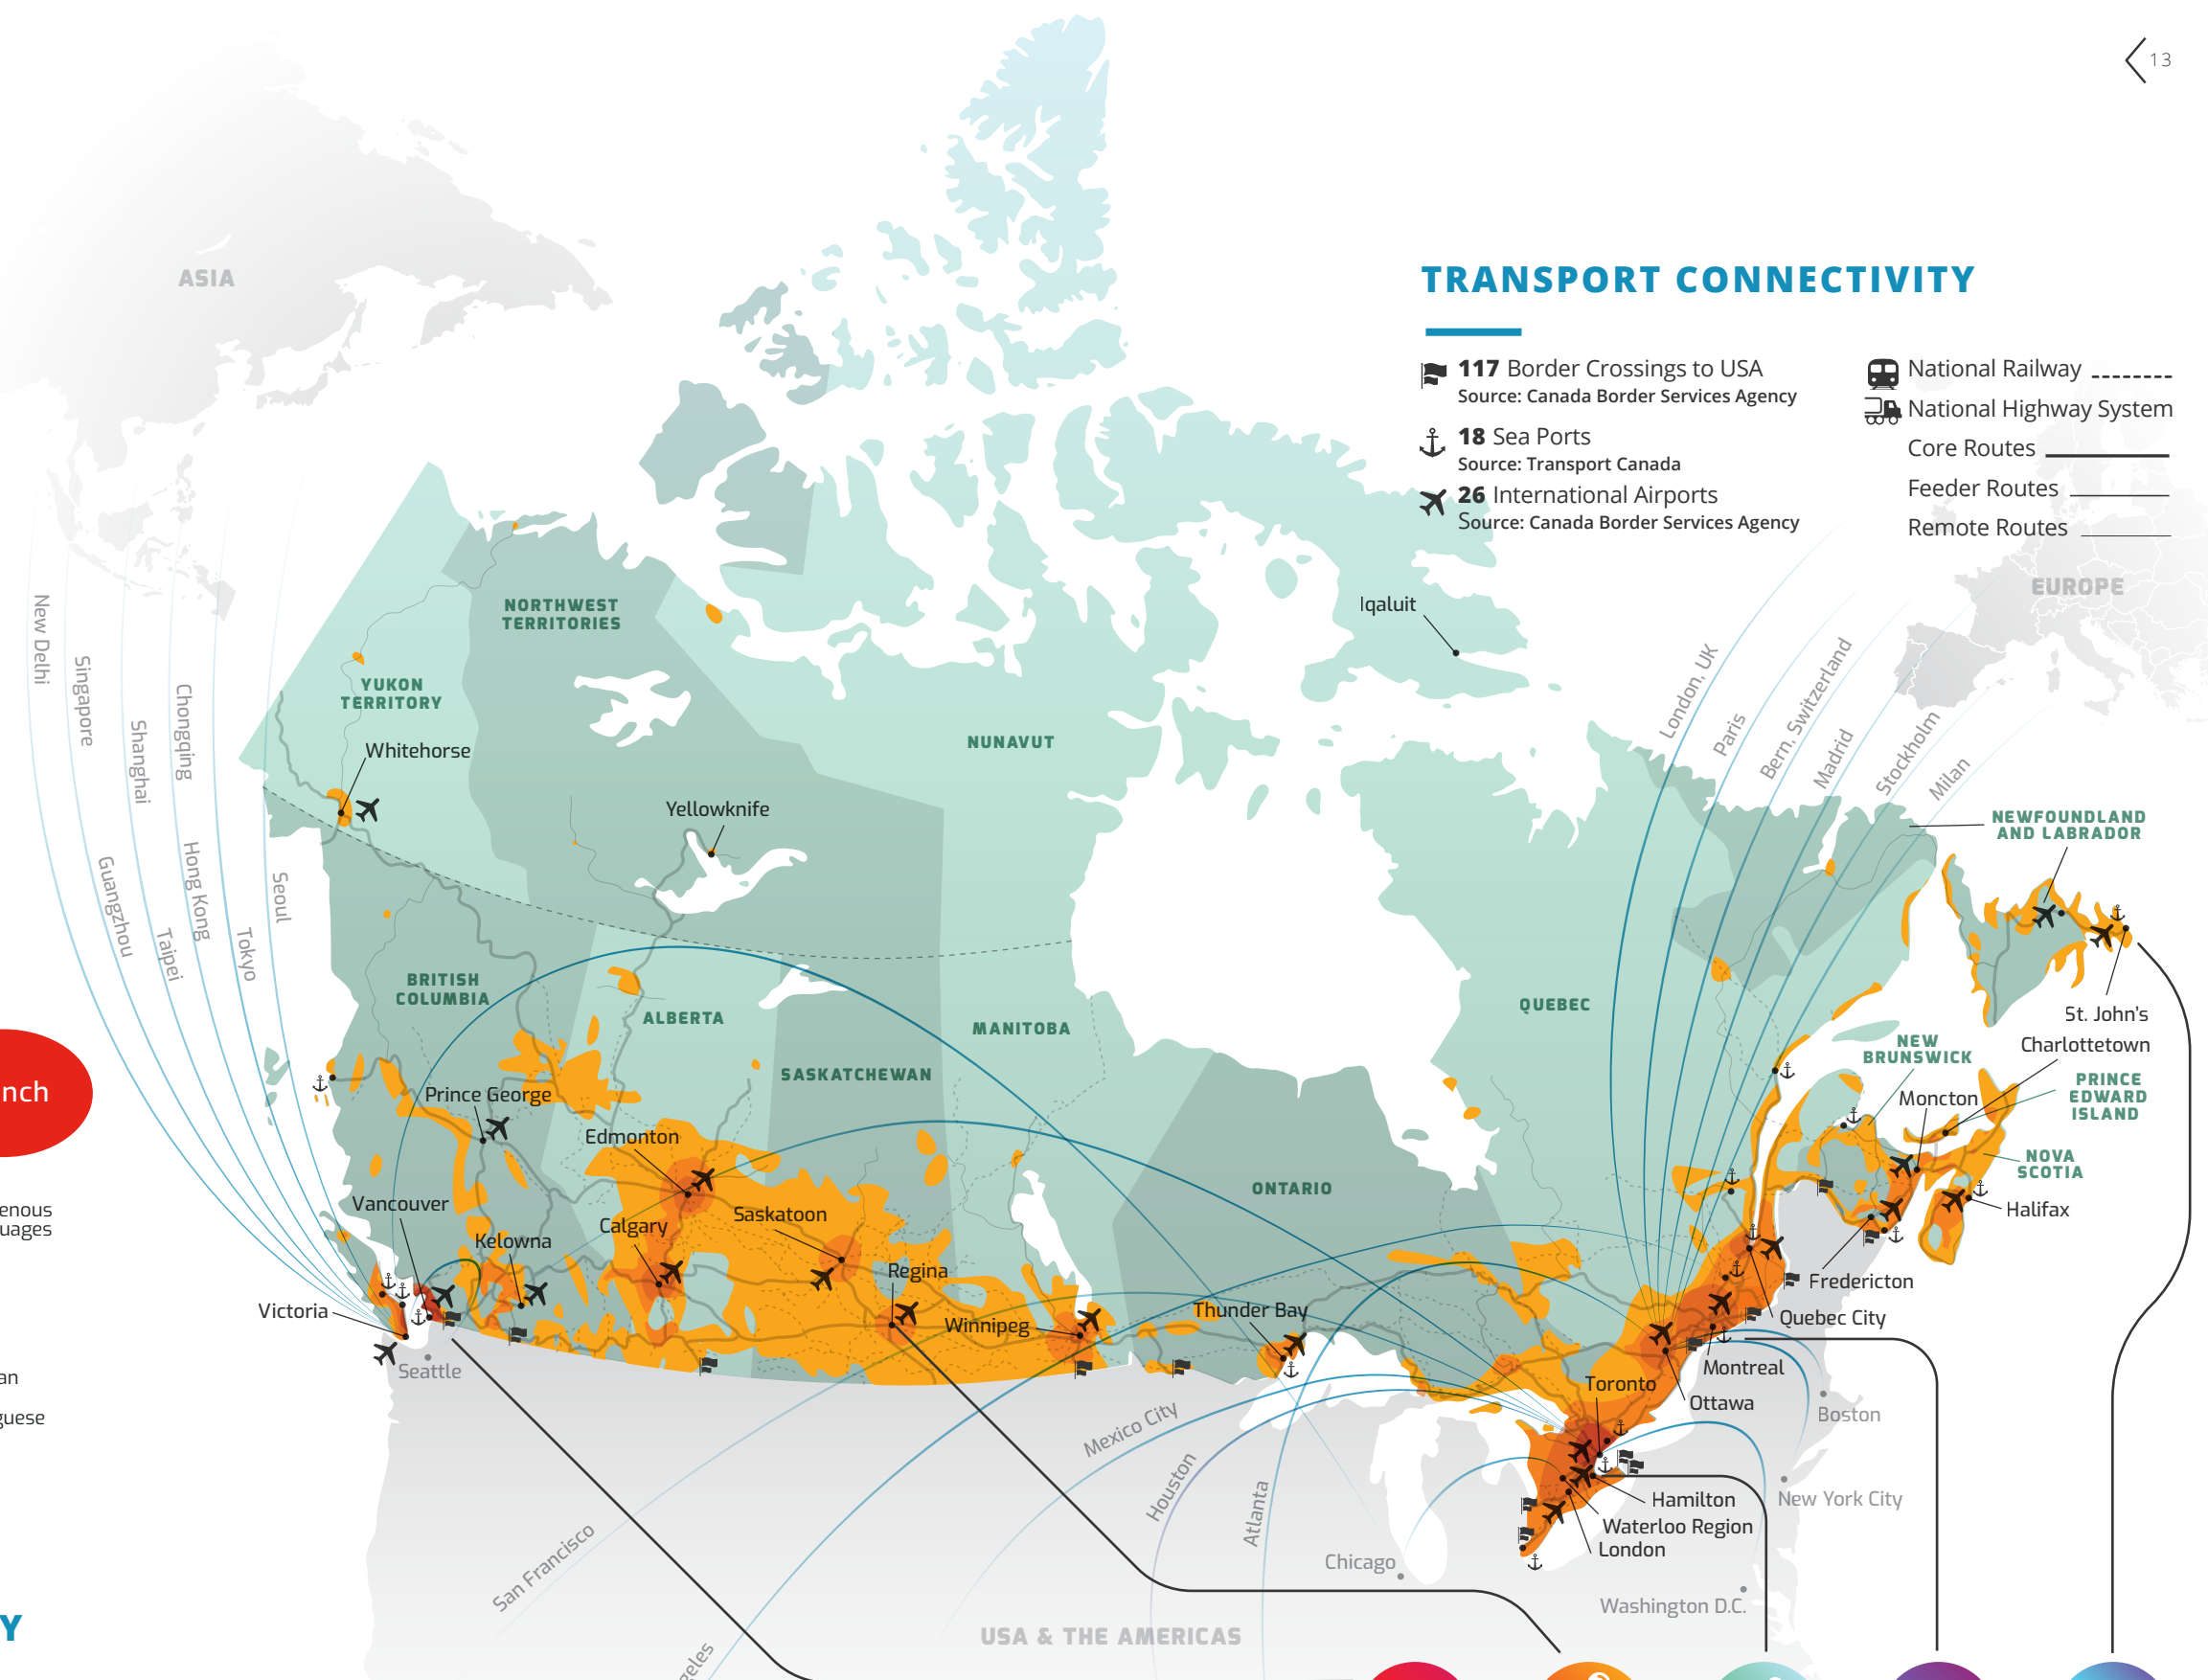 13
ASIA
TRANSPORT CONNECTIVITY
117 Border Crossings to USA
Source: Canada Border Services Agency
18 Sea Ports
Source: Transport Canada
26 International Airports
Source: Canada Border Services Agency
National Railway
National Highway System
Core Routes
Feeder Routes
Remote Routes
EUROPE
New Delhi
Singapore
Shanghai
Chongqing
Guangzhou
Taipei
Hong Kong
Tokyo
Seoul
London, UK
Paris
Bern, Switzerland
Madrid
Stockholm
Milan
NORTHWEST
TERRITORIES
YUKON
TERRITORY
Whitehorse
Yellowknife
NUNAVUT
Iqaluit
NEWFOUNDLAND
AND LABRADOR
St. John's
BRITISH
COLUMBIA
ALBERTA
SASKATCHEWAN
MANITOBA
ONTARIO
QUEBEC
NEW
BRUNSWICK
Charlottetown
PRINCE
EDWARD
ISLAND
Moncton
NOVA
SCOTIA
Halifax
Fredericton
Quebec City
Montreal
Ottawa
Toronto
Hamilton
Waterloo Region
London
Prince George
Edmonton
Vancouver
Calgary
Saskatoon
Kelowna
Regina
Victoria
Winnipeg
Thunder Bay
Seattle
Boston
New York City
Washington D.C.
Chicago
Mexico City
Houston
Atlanta
San Francisco
geles
USA & THE AMERICAS
nch
enous
uages
an
guese
Y